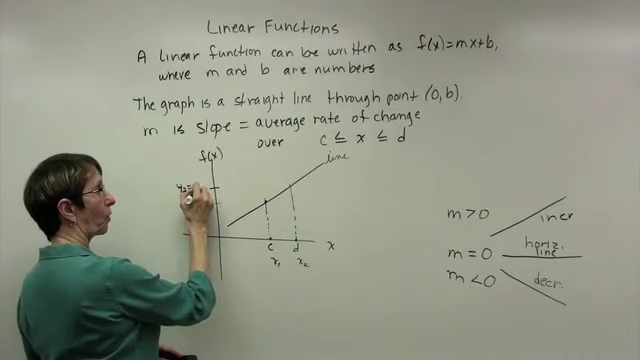 Linear Functions
A linear function can be written as f(x)=mx+b,
where m and b are numbers
The graph is a straight line through point (0,b).
m is slope = average rate of change
over c ≤ x ≤ d
f(x)
line
y₂=
c d x
x₁ x₂
m>0 incr
m=0 horiz.
line
m<0 decr.